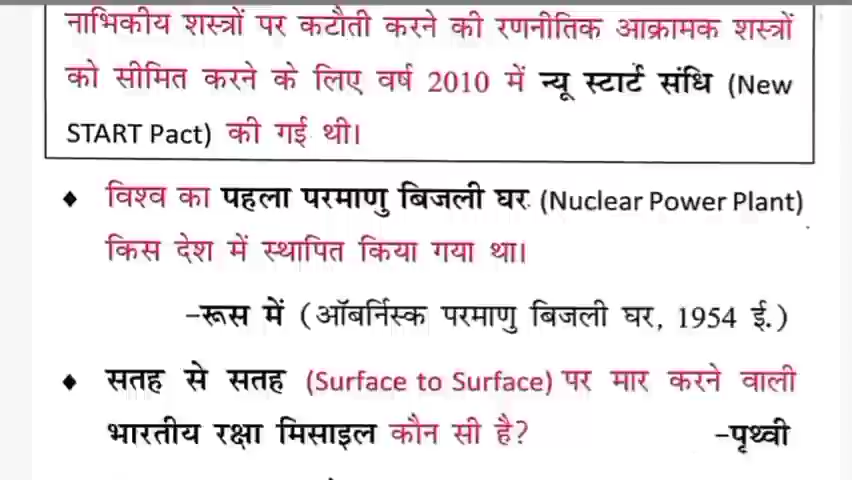 नाभिकीय शस्त्रों पर कटौती करने की रणनीतिक आक्रामक शस्त्रों
को सीमित करने के लिए वर्ष 2010 में न्यू स्टार्ट संधि (New
START Pact) की गई थी।
♦ विश्व का पहला परमाणु बिजली घर (Nuclear Power Plant)
किस देश में स्थापित किया गया था।
-रूस में (ऑबर्निस्क परमाणु बिजली घर, 1954 ई.)
♦ सतह से सतह (Surface to Surface) पर मार करने वाली
भारतीय रक्षा मिसाइल कौन सी है? -पृथ्वी